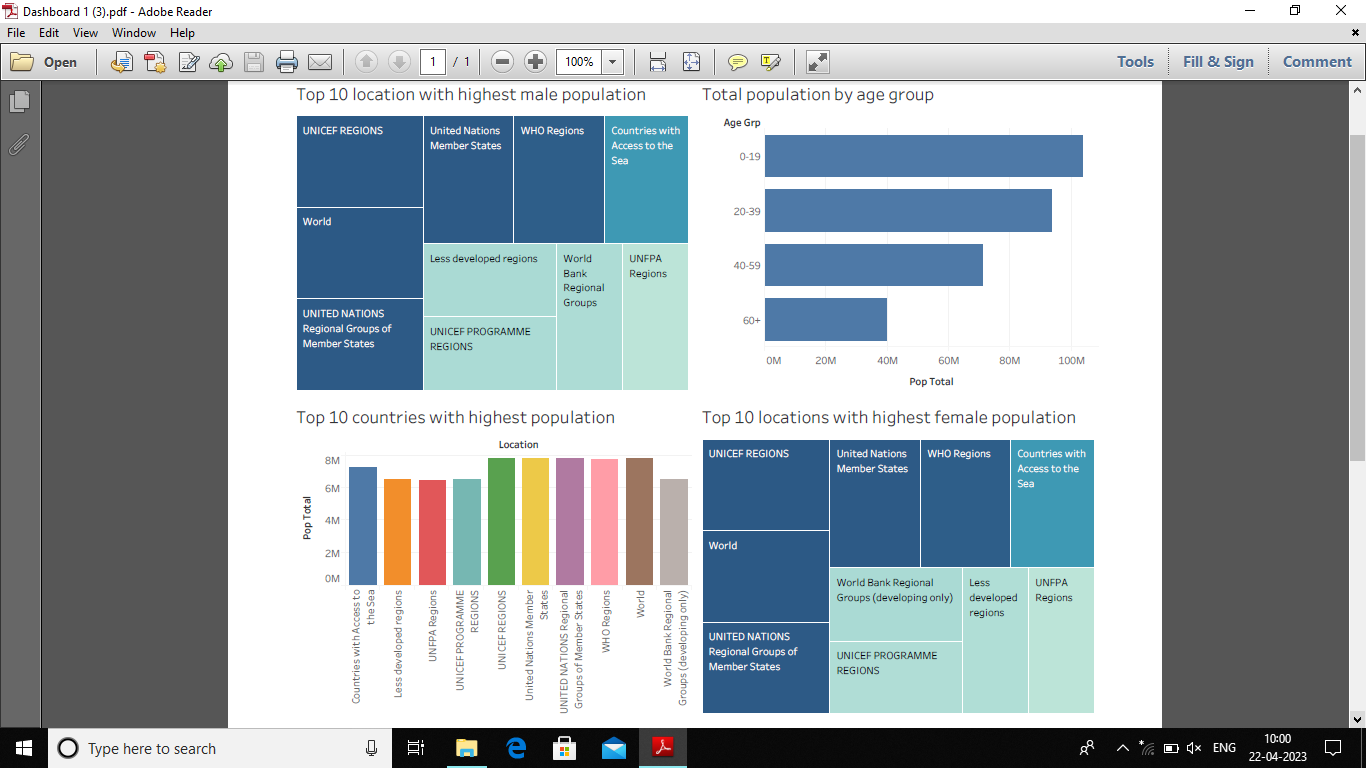 Dashboard 1 (3).pdf - Adobe Reader
File Edit View Window Help
Open
1 / 1
100%
Tools Fill & Sign Comment
Top 10 location with highest male population
UNICEF REGIONS
World
UNITED NATIONS
Regional Groups of
Member States
United Nations
Member States
WHO Regions
Countries with
Access to the
Sea
Less developed regions
UNICEF PROGRAMME
REGIONS
World
Bank
Regional
Groups
UNFPA
Regions
Total population by age group
Age Grp
0-19
20-39
40-59
60+
0M 20M 40M 60M 80M 100M
Pop Total
Top 10 countries with highest population
Location
Pop Total
8M
6M
4M
2M
0M
Countries with Access to
the Sea
Less developed regions
UNFPA Regions
UNICEF PROGRAMME
REGIONS
UNICEF REGIONS
United Nations Member
States
UNITED NATIONS Regional
Groups of Member States
WHO Regions
World
World Bank Regional
Groups (developing only)
Top 10 locations with highest female population
UNICEF REGIONS
World
UNITED NATIONS
Regional Groups of
Member States
United Nations
Member States
WHO Regions
Countries with
Access to the
Sea
World Bank Regional
Groups (developing only)
UNICEF PROGRAMME
REGIONS
Less
developed
regions
UNFPA
Regions
Type here to search
ENG
10:00
22-04-2023